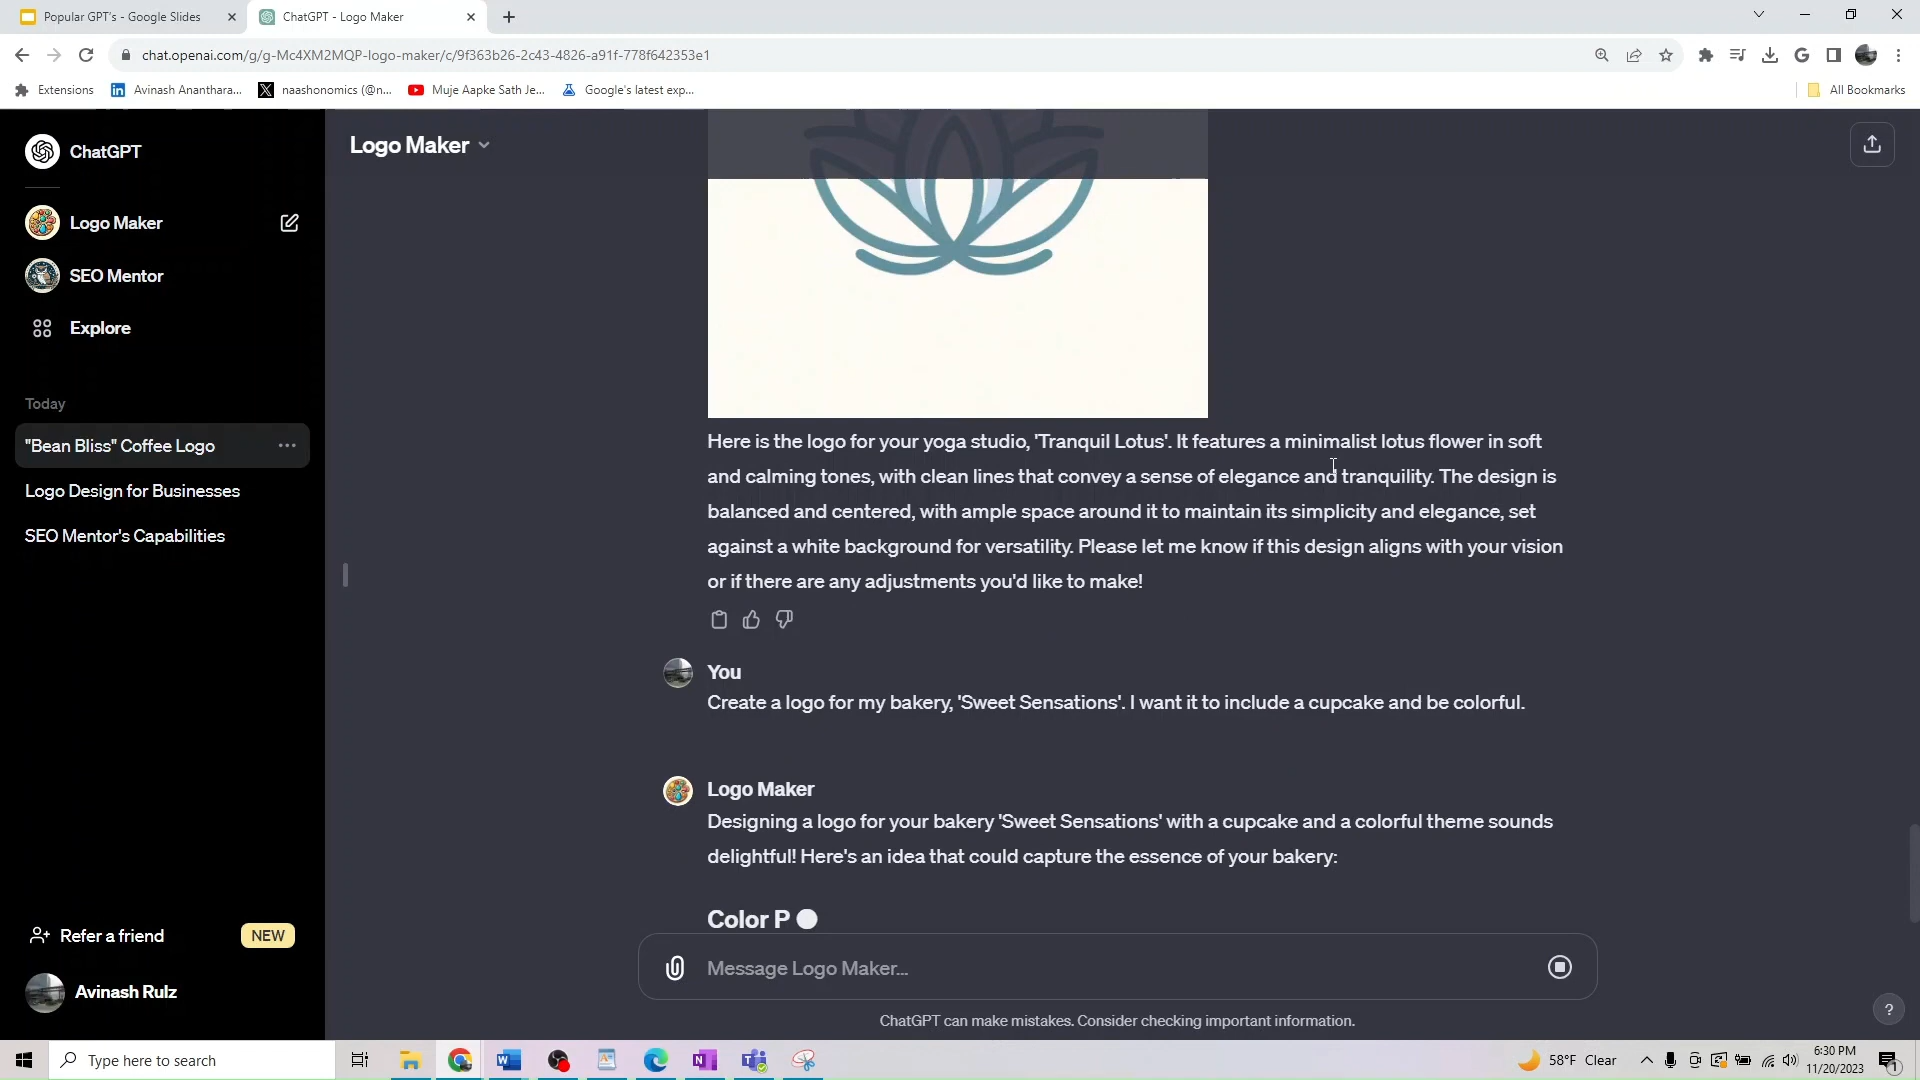 Popular GPT's - Google Slides
ChatGPT - Logo Maker
chat.openai.com/g/g-Mc4XM2MQP-logo-maker/c/9f363b26-2c43-4826-a91f-778f642353e1
Extensions
Avinash Ananthara...
naashonomics (@n...
Muje Aapke Sath Je...
Google's latest exp...
All Bookmarks
ChatGPT
Logo Maker
SEO Mentor
Explore
Today
"Bean Bliss" Coffee Logo
Logo Design for Businesses
SEO Mentor's Capabilities
Refer a friend
NEW
Avinash Rulz
Logo Maker
Here is the logo for your yoga studio, 'Tranquil Lotus'. It features a minimalist lotus flower in soft
and calming tones, with clean lines that convey a sense of elegance and tranquility. The design is
balanced and centered, with ample space around it to maintain its simplicity and elegance, set
against a white background for versatility. Please let me know if this design aligns with your vision
or if there are any adjustments you'd like to make!
You
Create a logo for my bakery, 'Sweet Sensations'. I want it to include a cupcake and be colorful.
Logo Maker
Designing a logo for your bakery 'Sweet Sensations' with a cupcake and a colorful theme sounds
delightful! Here's an idea that could capture the essence of your bakery:
Color P
Message Logo Maker...
ChatGPT can make mistakes. Consider checking important information.
?
Type here to search
58°F Clear
6:30 PM
11/20/2023